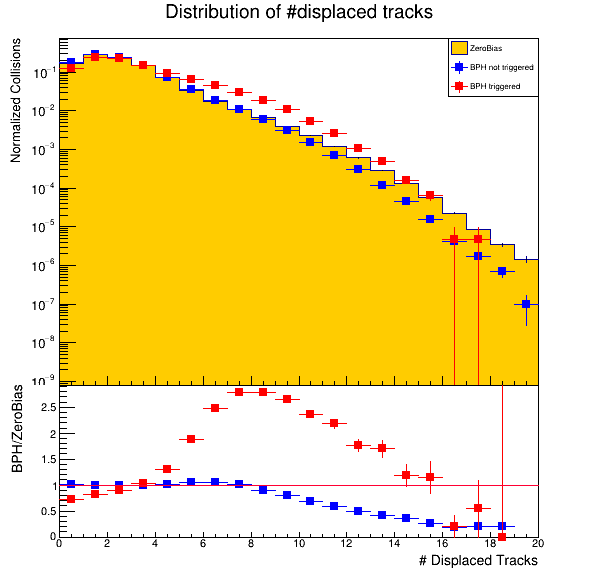 Distribution of #displaced tracks
Normalized Collisions
ZeroBias
BPH not triggered
BPH triggered
10⁻¹
10⁻²
10⁻³
10⁻⁴
10⁻⁵
10⁻⁶
10⁻⁷
10⁻⁸
10⁻⁹
BPH/ZeroBias
2.5
2
1.5
1
0.5
0
0 2 4 6 8 10 12 14 16 18 20
# Displaced Tracks